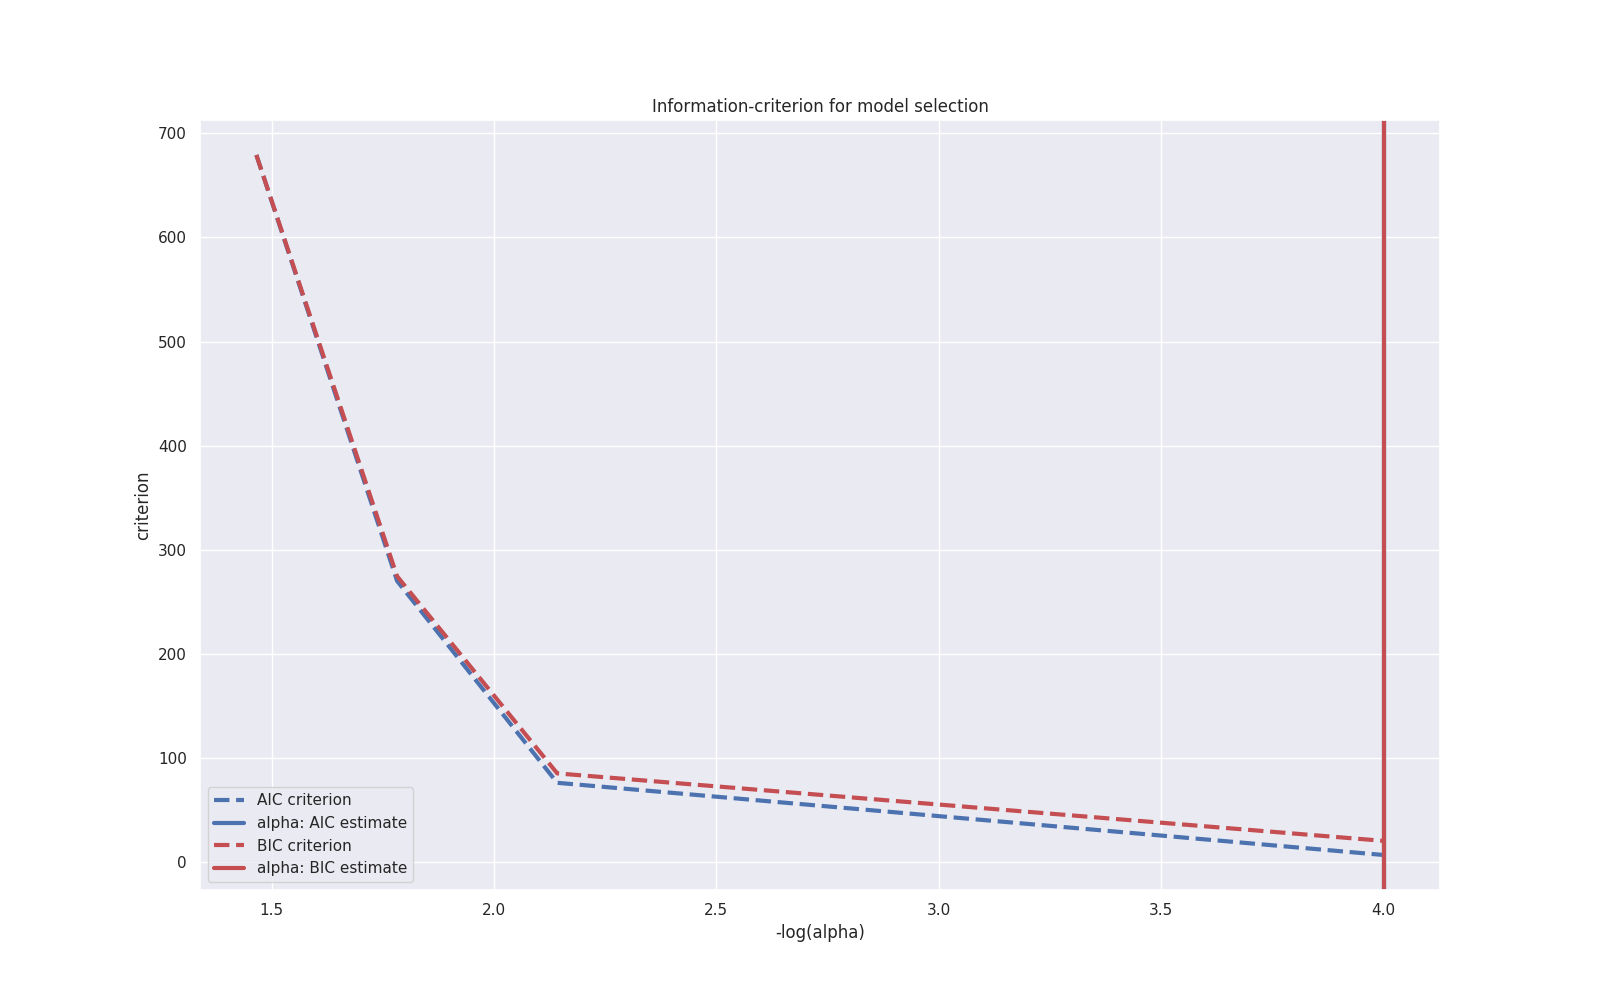 Information-criterion for model selection
700
600
500
400
300
200
100
0
criterion
AIC criterion
alpha: AIC estimate
BIC criterion
alpha: BIC estimate
1.5 2.0 2.5 3.0 3.5 4.0
-log(alpha)